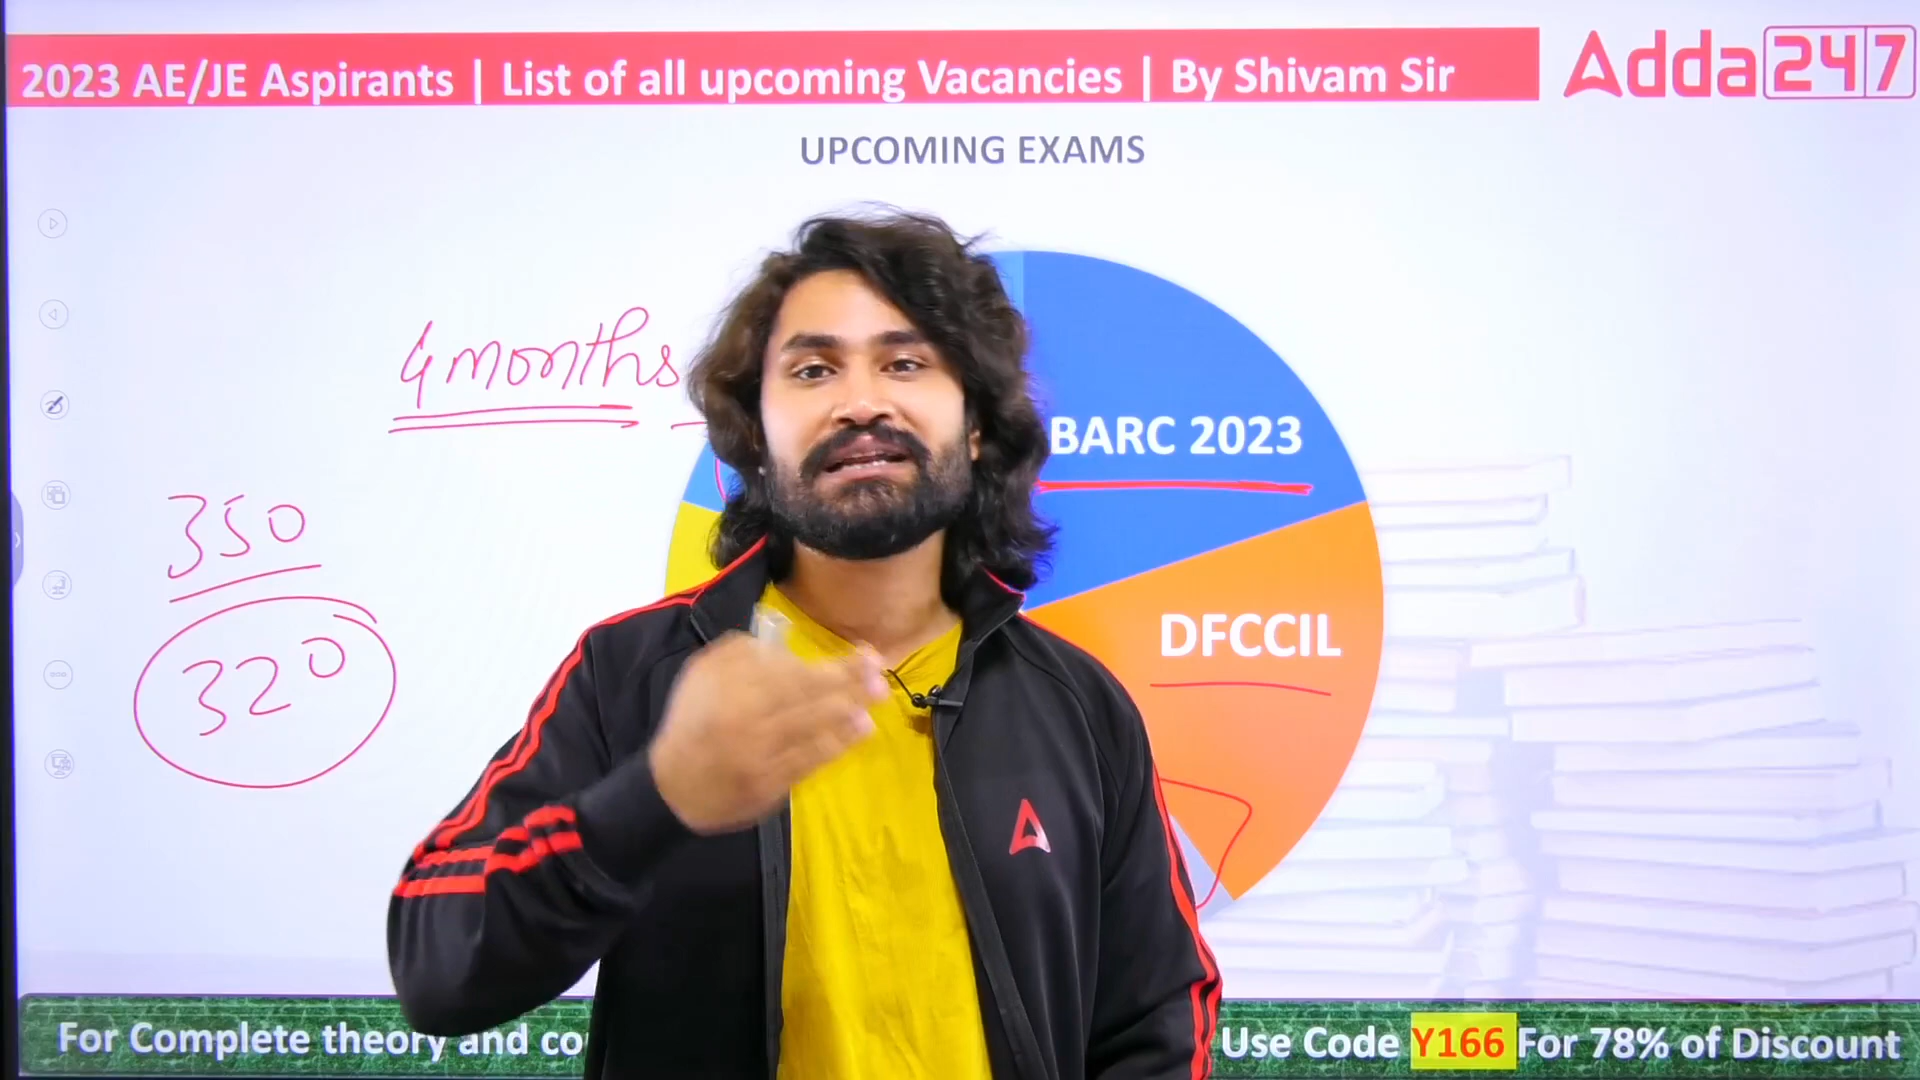 2023 AE/JE Aspirants | List of all upcoming Vacancies | By Shivam Sir
Adda247
UPCOMING EXAMS
4 months
BARC 2023
350
DFCCIL
320
For Complete theory and co
Use Code Y166 For 78% of Discount